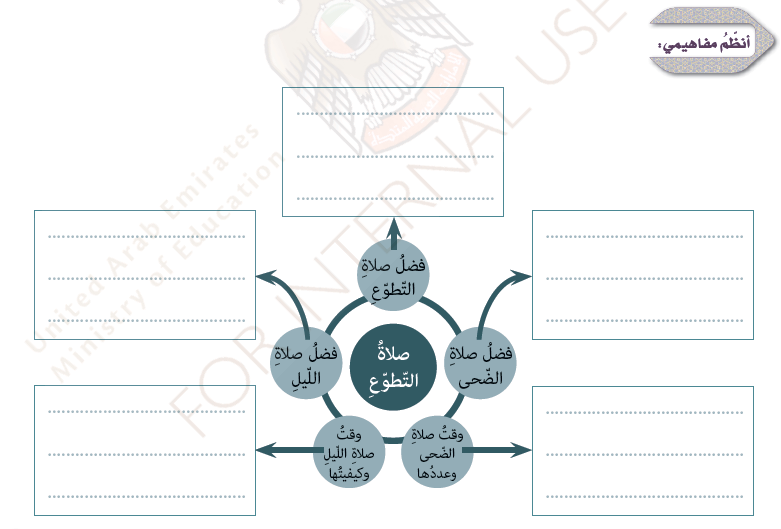 أنظّمُ مفاهيمي:
فضلُ صلاةِ
التّطوّعِ
فضلُ صلاةِ
الضّحى
وقتُ صلاةِ
الضّحى
وعددُها
وقتُ
صلاةِ اللّيلِ
وكيفيتُها
فضلُ صلاةِ
اللّيلِ
صلاةُ
التّطوّعِ
United Arab Emirates
Ministry of Education
FOR INTERNAL USE